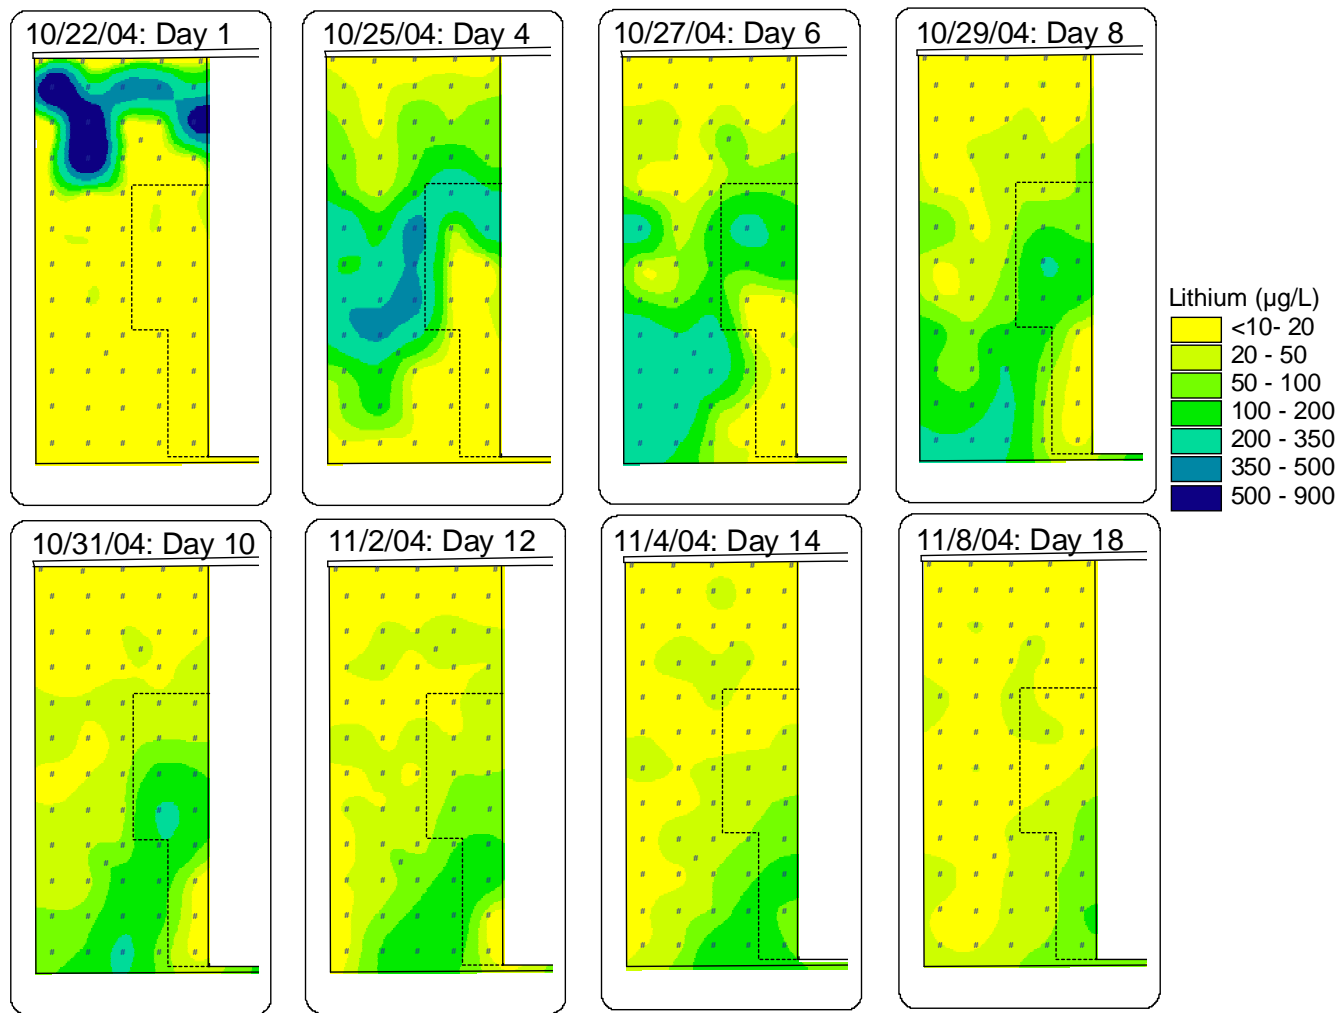 10/22/04: Day 1
10/25/04: Day 4
10/27/04: Day 6
10/29/04: Day 8
Lithium (µg/L)
<10- 20
20 - 50
50 - 100
100 - 200
200 - 350
350 - 500
500 - 900
10/31/04: Day 10
11/2/04: Day 12
11/4/04: Day 14
11/8/04: Day 18